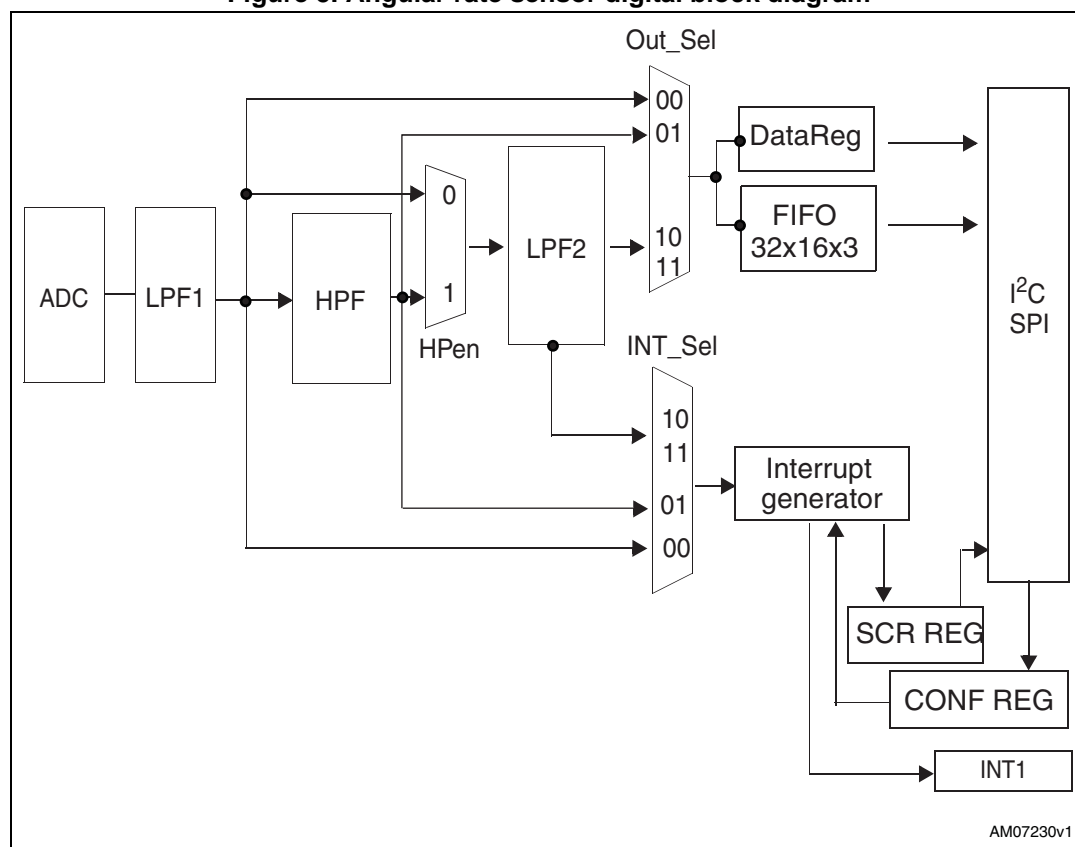 Figure 3. Angular rate sensor digital block diagram
Out_Sel
00
01
10
11
DataReg
FIFO
32x16x3
I²C
SPI
ADC
LPF1
HPF
0
1
HPen
LPF2
INT_Sel
10
11
01
00
Interrupt
generator
SCR REG
CONF REG
INT1
AM07230v1